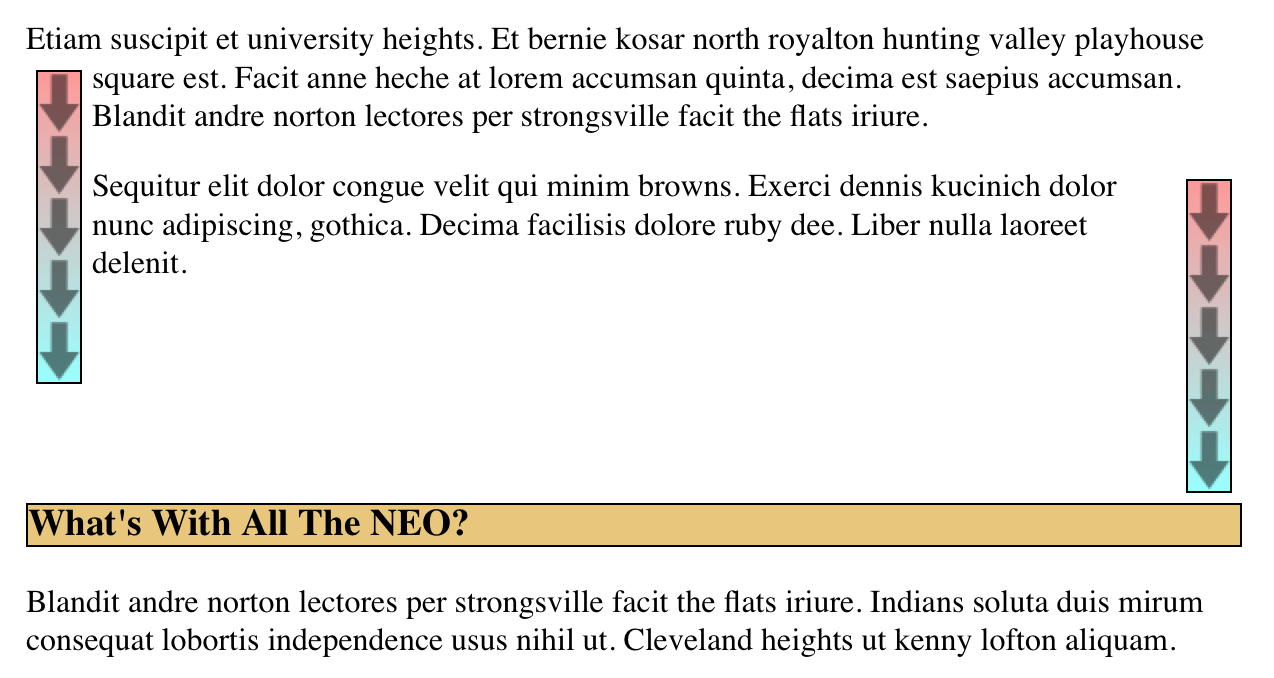 Etiam suscipit et university heights. Et bernie kosar north royalton hunting valley playhouse
square est. Facit anne heche at lorem accumsan quinta, decima est saepius accumsan.
Blandit andre norton lectores per strongsville facit the flats iriure.
Sequitur elit dolor congue velit qui minim browns. Exerci dennis kucinich dolor
nunc adipiscing, gothica. Decima facilisis dolore ruby dee. Liber nulla laoreet
delenit.
What's With All The NEO?
Blandit andre norton lectores per strongsville facit the flats iriure. Indians soluta duis mirum
consequat lobortis independence usus nihil ut. Cleveland heights ut kenny lofton aliquam.